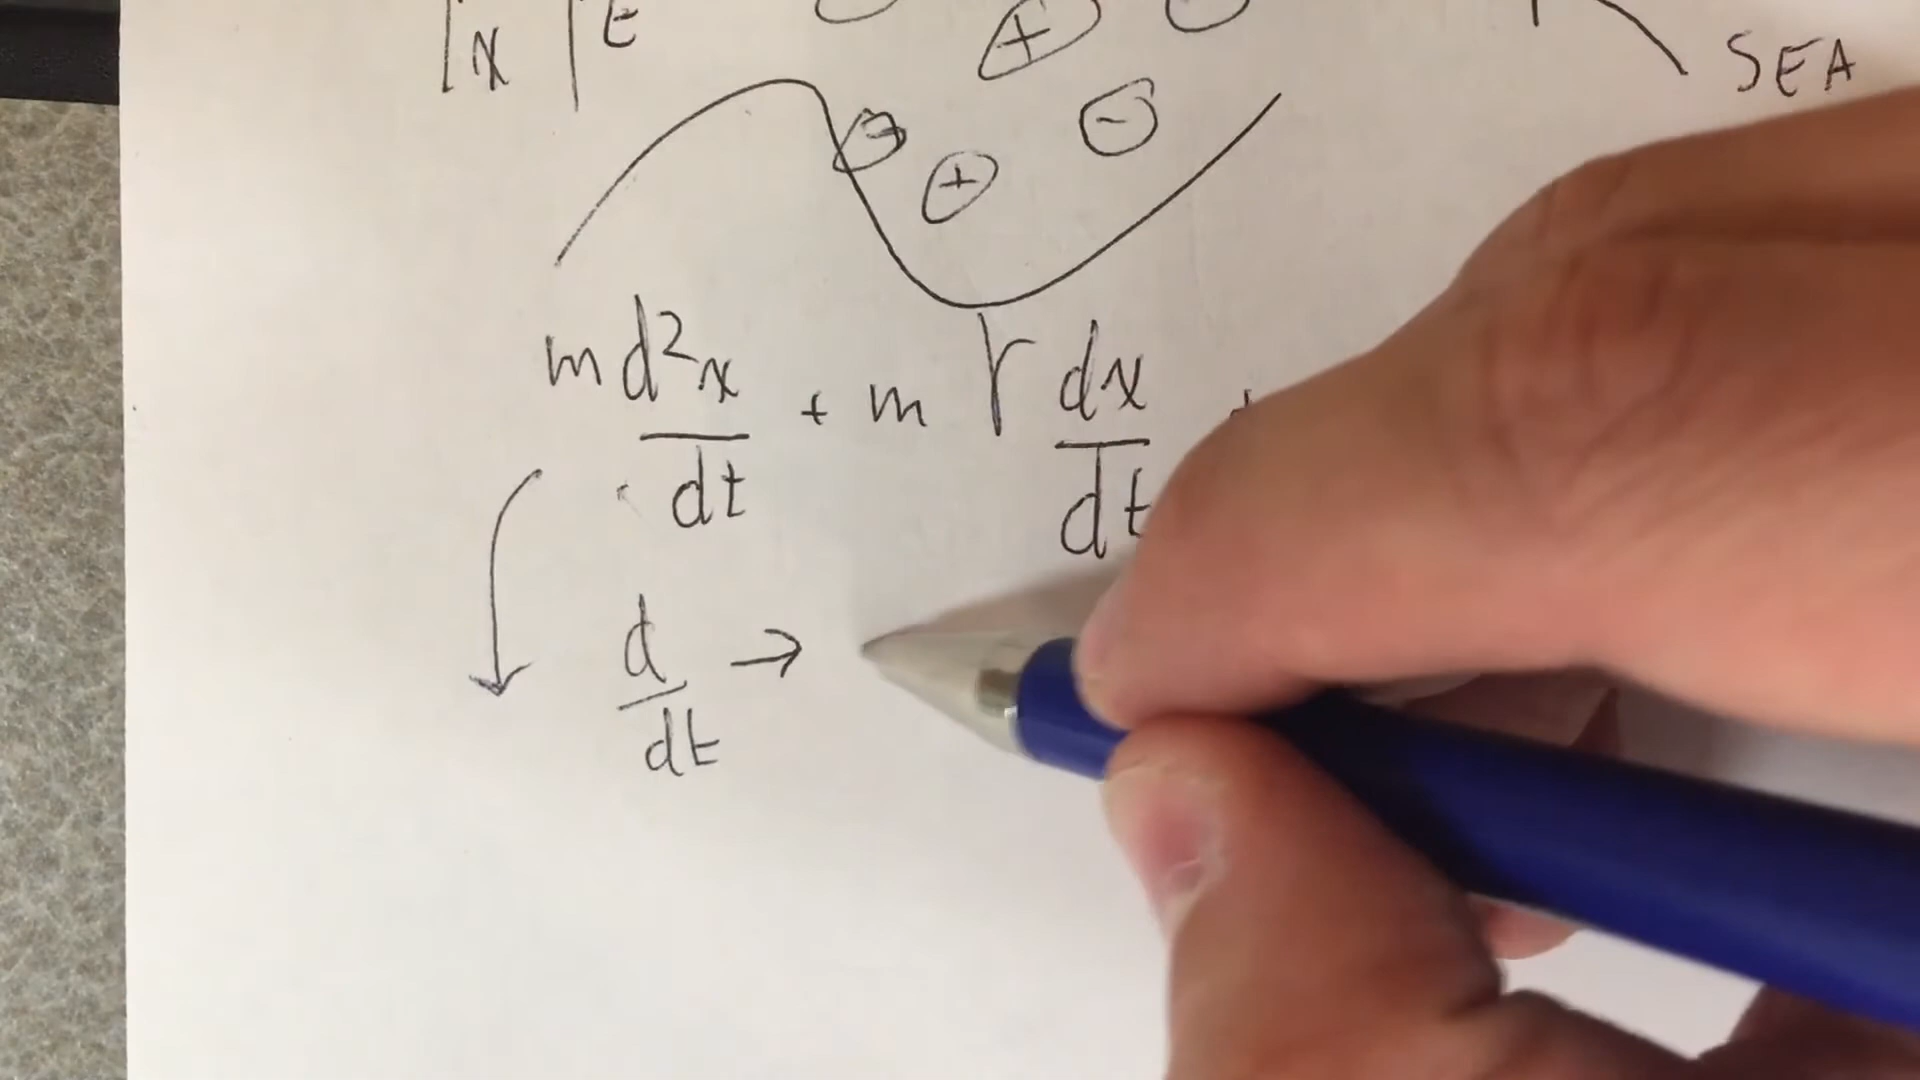 x E
+
SEA
- + -
m d²x/dt + m Γ dx/dt +
d/dt →